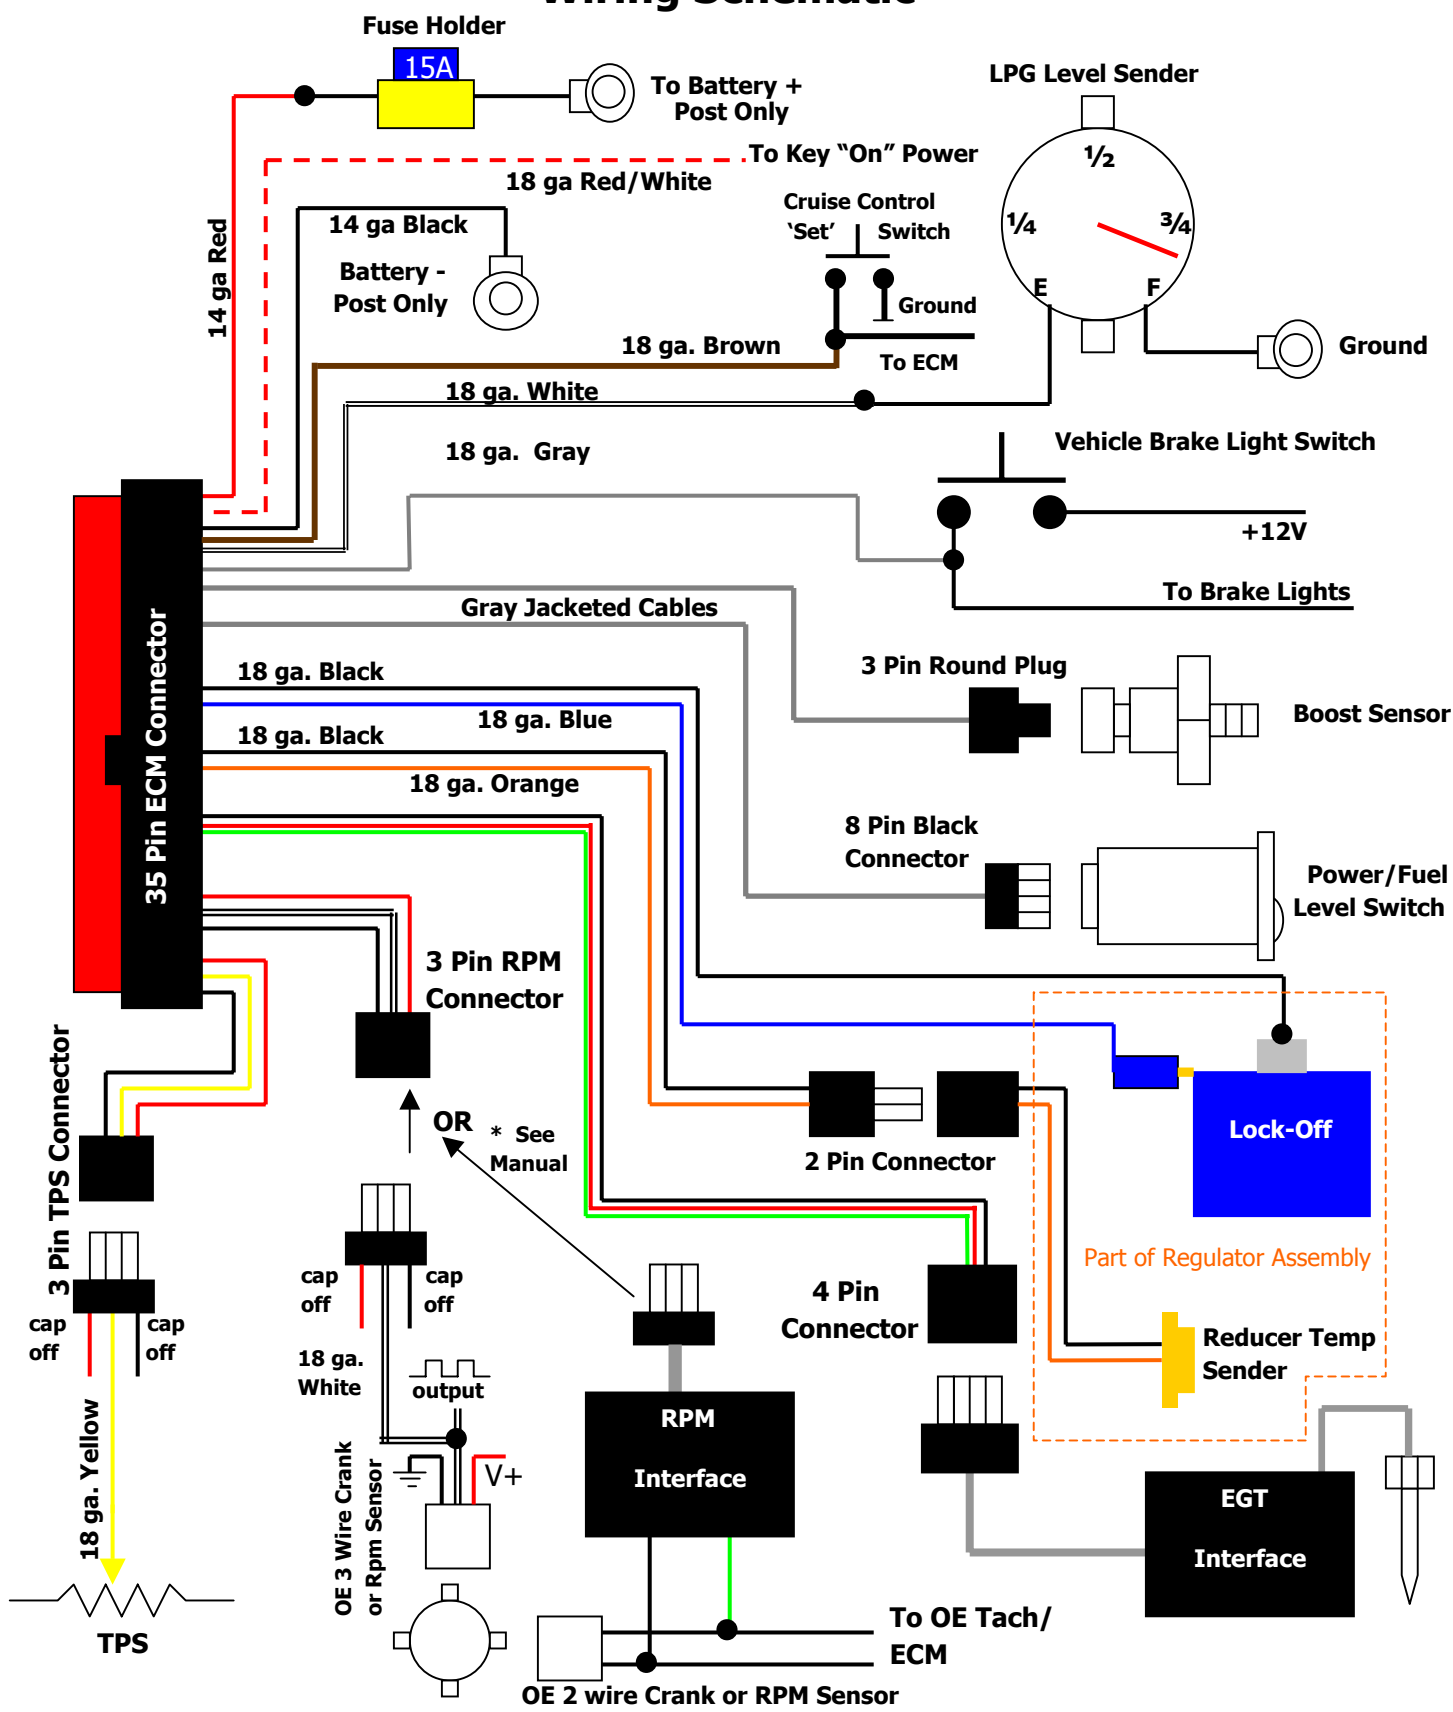 Wiring Schematic
Fuse Holder
15A
To Battery +
Post Only
LPG Level Sender
½
¼
¾
E
F
To Key “On” Power
18 ga Red/White
Cruise Control
‘Set’ Switch
14 ga Black
14 ga Red
Battery -
Post Only
Ground
18 ga. Brown
To ECM
Ground
18 ga. White
18 ga. Gray
Vehicle Brake Light Switch
+12V
To Brake Lights
Gray Jacketed Cables
35 Pin ECM Connector
18 ga. Black
3 Pin Round Plug
18 ga. Blue
Boost Sensor
18 ga. Black
18 ga. Orange
8 Pin Black
Connector
Power/Fuel
Level Switch
3 Pin RPM
Connector
3 Pin TPS Connector
OR
* See
Manual
2 Pin Connector
Lock-Off
Part of Regulator Assembly
cap
off
cap
off
4 Pin
Connector
cap
off
cap
off
Reducer Temp
Sender
18 ga.
White
output
18 ga. Yellow
OE 3 Wire Crank
or Rpm Sensor
V+
RPM
Interface
EGT
Interface
TPS
To OE Tach/
ECM
OE 2 wire Crank or RPM Sensor